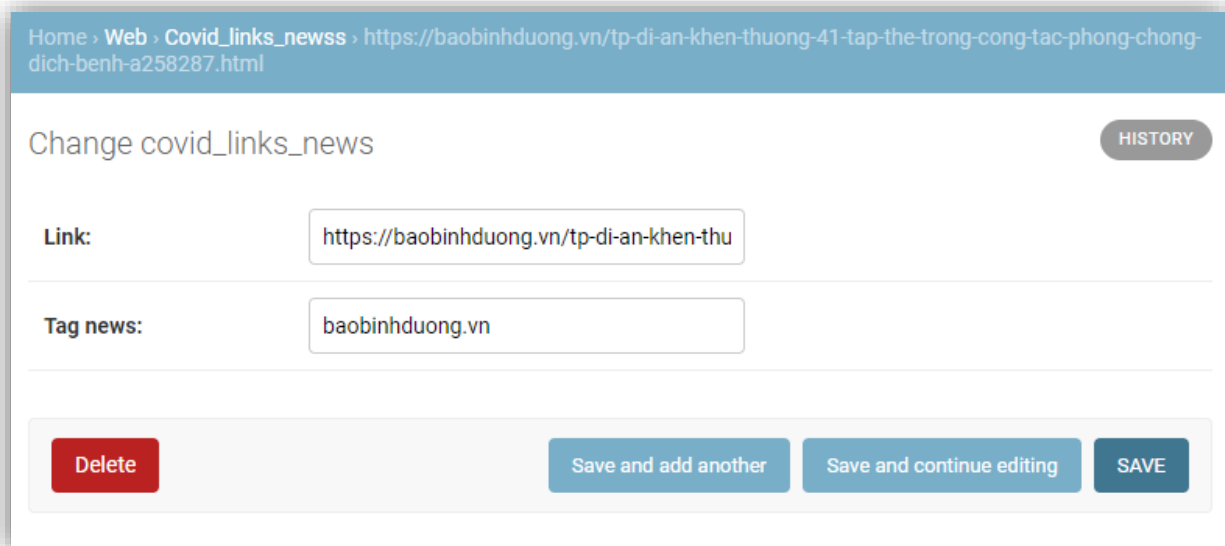 Home › Web › Covid_links_newss › https://baobinhduong.vn/tp-di-an-khen-thuong-41-tap-the-trong-cong-tac-phong-chong-
dich-benh-a258287.html
Change covid_links_news
HISTORY
Link:
https://baobinhduong.vn/tp-di-an-khen-thu
Tag news:
baobinhduong.vn
Delete
Save and add another
Save and continue editing
SAVE